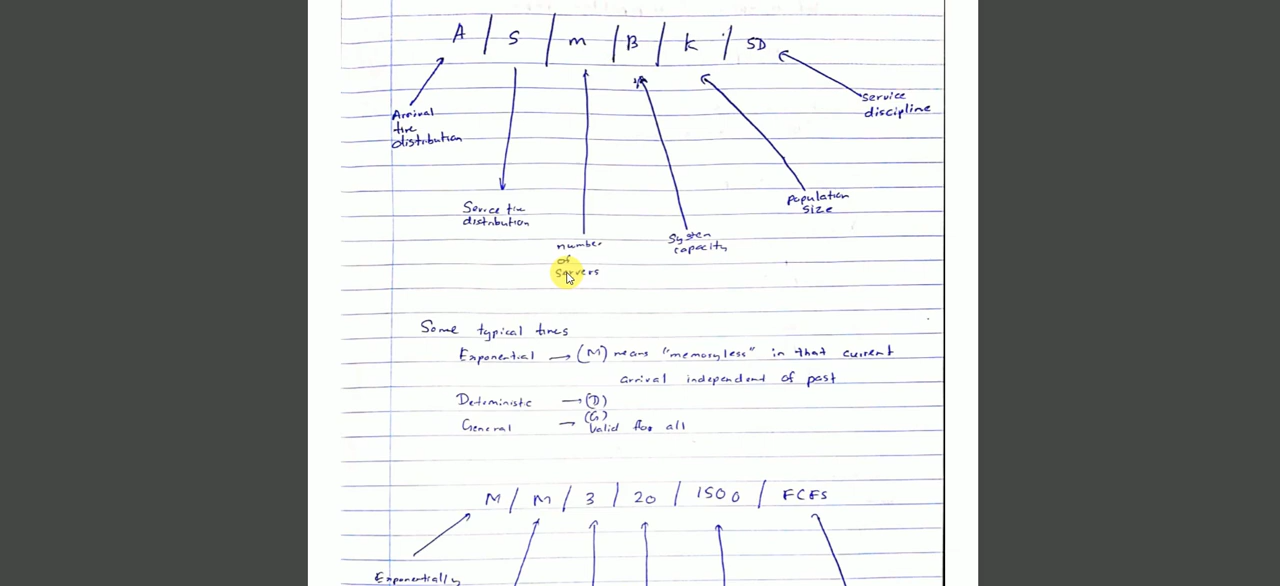 A / S / m / B / K / SD
Service
discipline
Arrival
time
distribution
Population
size
Service time
distribution
System
capacity
number
of
Servers
Some typical times
Exponential → (M) means "memoryless" in that current
arrival independent of past
Deterministic → (D)
General → (G)
Valid for all
M / M / 3 / 20 / 1500 / FCFS
Exponentially